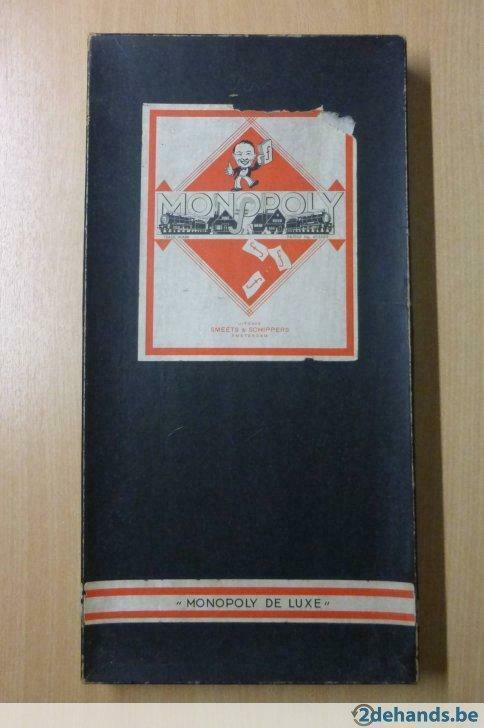 MONOPOLY
UITGAVE
SMEETS & SCHIPPERS
AMSTERDAM
"MONOPOLY DE LUXE"
2dehands.be